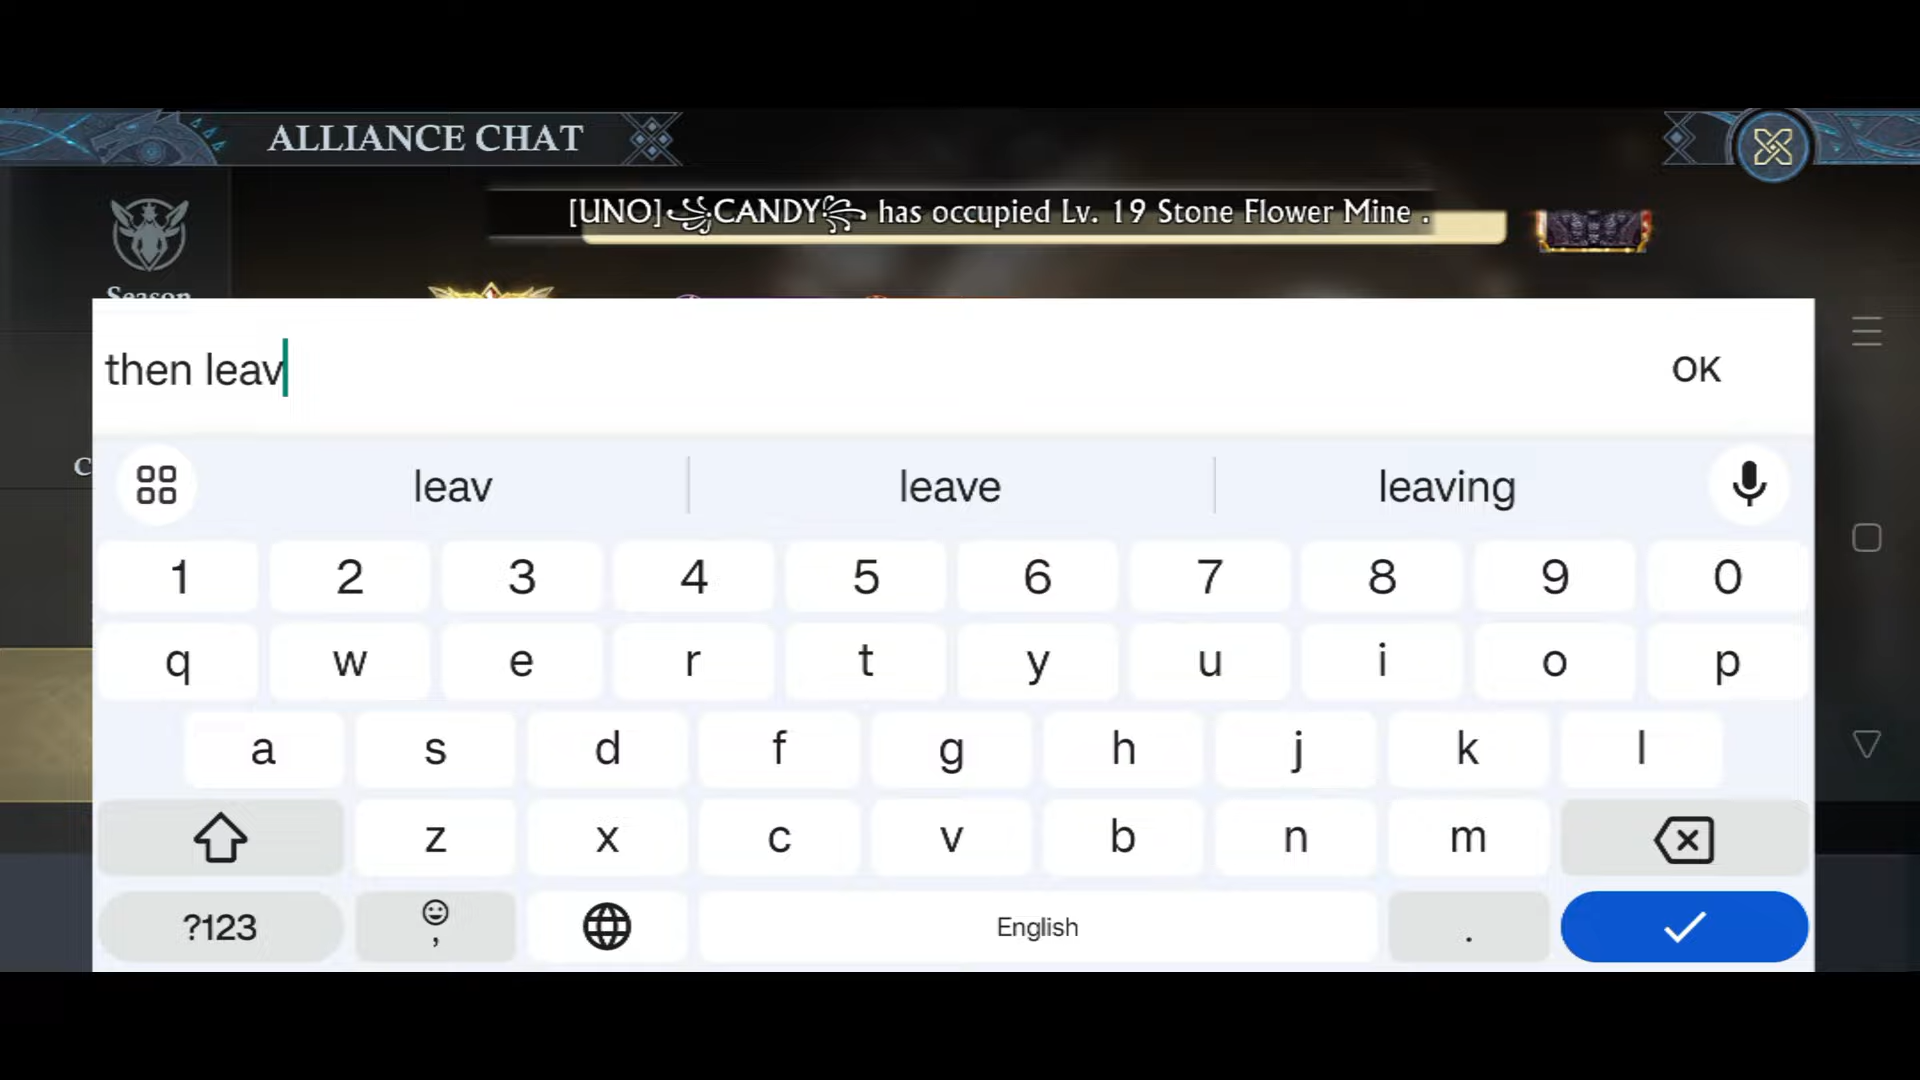 ALLIANCE CHAT
[UNO]꧁CANDY꧂ has occupied Lv. 19 Stone Flower Mine .
Season
C
then leav
OK
leav leave leaving
1 2 3 4 5 6 7 8 9 0
q w e r t y u i o p
a s d f g h j k l
z x c v b n m
?123 , English .